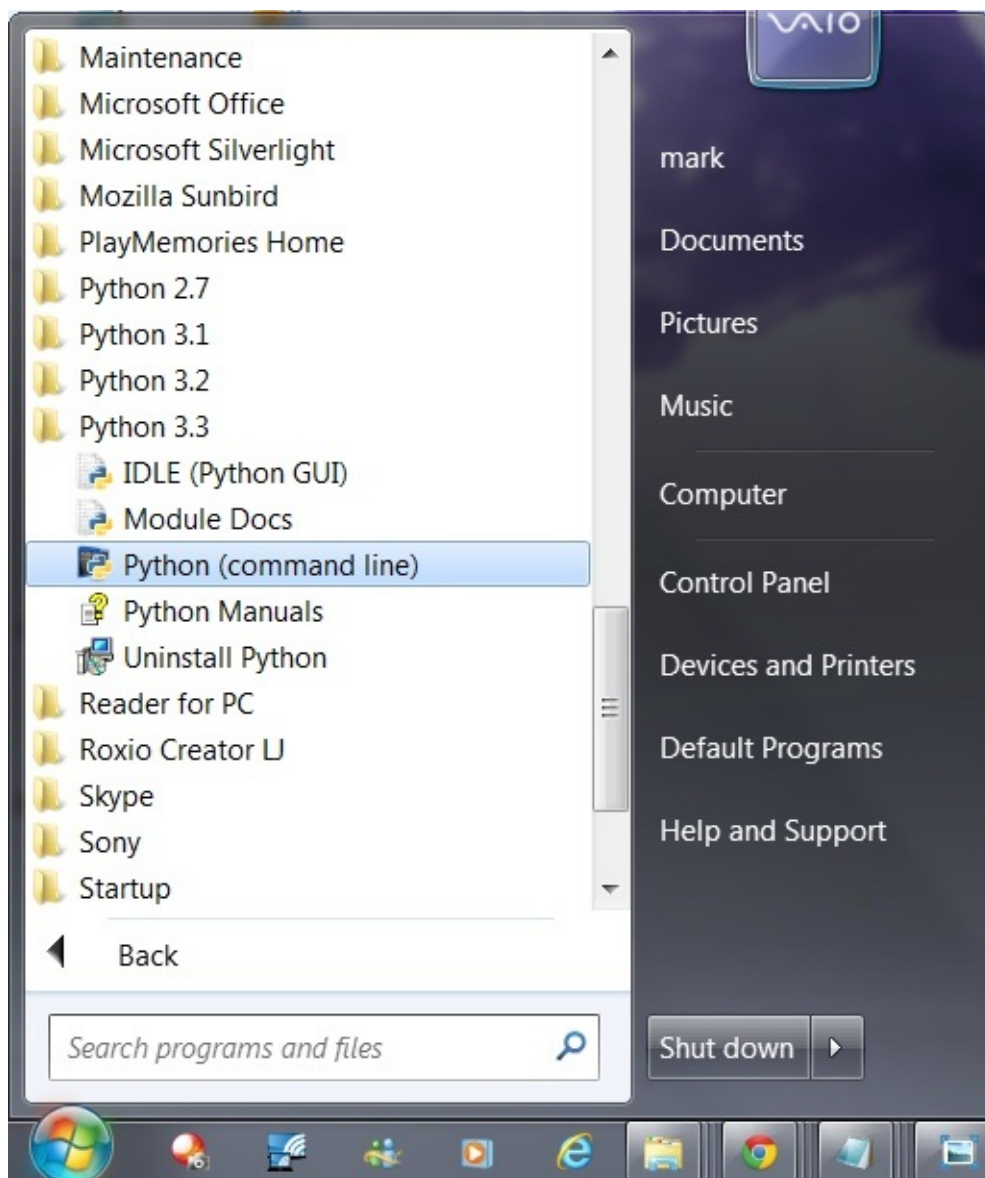 Maintenance
Microsoft Office
Microsoft Silverlight
Mozilla Sunbird
PlayMemories Home
Python 2.7
Python 3.1
Python 3.2
Python 3.3
IDLE (Python GUI)
Module Docs
Python (command line)
Python Manuals
Uninstall Python
Reader for PC
Roxio Creator LJ
Skype
Sony
Startup
Back
Search programs and files
VAIO
mark
Documents
Pictures
Music
Computer
Control Panel
Devices and Printers
Default Programs
Help and Support
Shut down